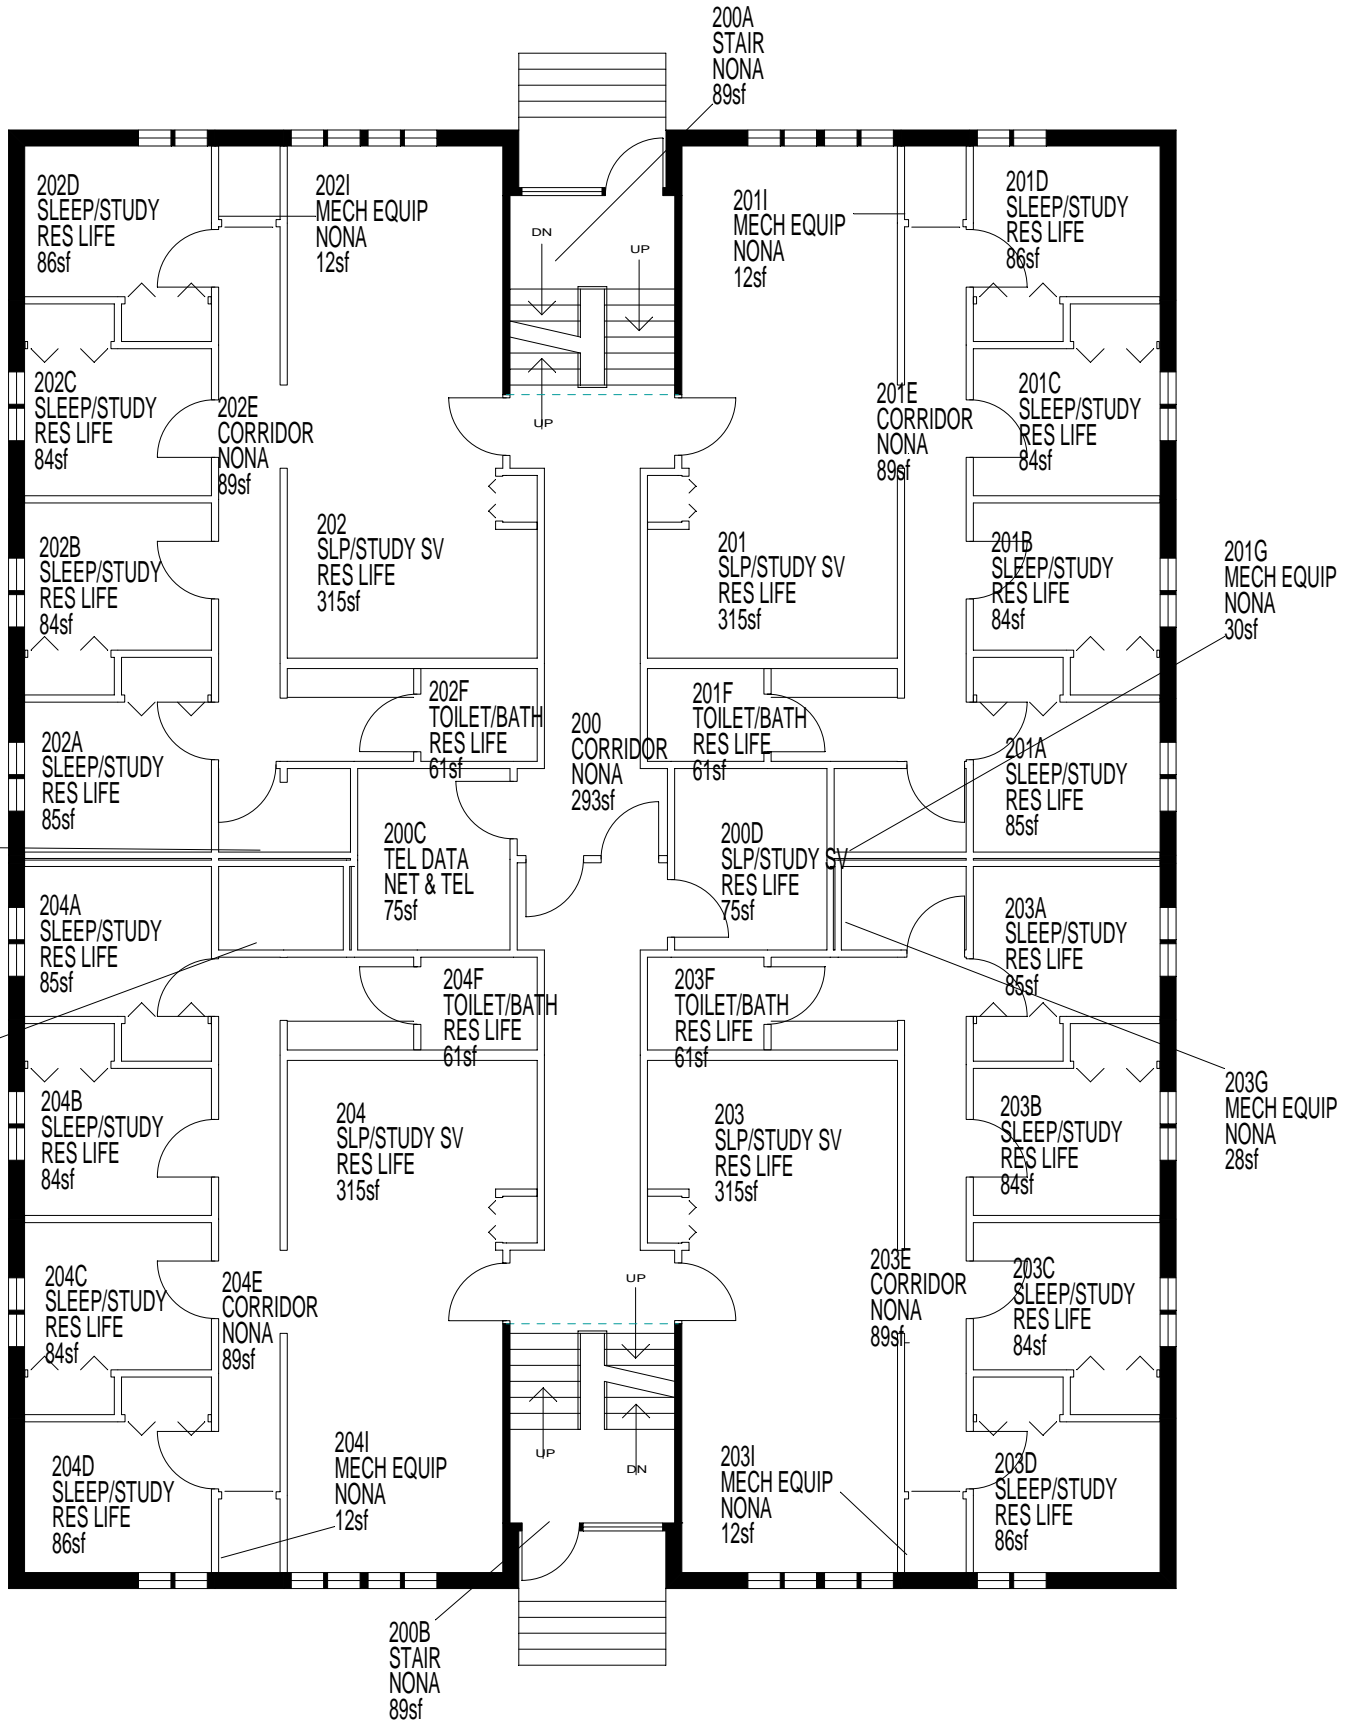 200A
STAIR
NONA
89sf
202D
SLEEP/STUDY
RES LIFE
86sf
202I
MECH EQUIP
NONA
12sf
DN
UP
UP
201I
MECH EQUIP
NONA
12sf
201D
SLEEP/STUDY
RES LIFE
86sf
202C
SLEEP/STUDY
RES LIFE
84sf
202E
CORRIDOR
NONA
89sf
201E
CORRIDOR
NONA
89sf
201C
SLEEP/STUDY
RES LIFE
84sf
202B
SLEEP/STUDY
RES LIFE
84sf
202
SLP/STUDY SV
RES LIFE
315sf
201
SLP/STUDY SV
RES LIFE
315sf
201B
SLEEP/STUDY
RES LIFE
84sf
201G
MECH EQUIP
NONA
30sf
202A
SLEEP/STUDY
RES LIFE
85sf
202F
TOILET/BATH
RES LIFE
61sf
200
CORRIDOR
NONA
293sf
201F
TOILET/BATH
RES LIFE
61sf
201A
SLEEP/STUDY
RES LIFE
85sf
200C
TEL DATA
NET & TEL
75sf
200D
SLP/STUDY SV
RES LIFE
75sf
204A
SLEEP/STUDY
RES LIFE
85sf
204F
TOILET/BATH
RES LIFE
61sf
203F
TOILET/BATH
RES LIFE
61sf
203A
SLEEP/STUDY
RES LIFE
85sf
203G
MECH EQUIP
NONA
28sf
204B
SLEEP/STUDY
RES LIFE
84sf
204
SLP/STUDY SV
RES LIFE
315sf
203
SLP/STUDY SV
RES LIFE
315sf
203B
SLEEP/STUDY
RES LIFE
84sf
204C
SLEEP/STUDY
RES LIFE
84sf
204E
CORRIDOR
NONA
89sf
UP
203E
CORRIDOR
NONA
89sf
203C
SLEEP/STUDY
RES LIFE
84sf
204D
SLEEP/STUDY
RES LIFE
86sf
204I
MECH EQUIP
NONA
12sf
UP
DN
203I
MECH EQUIP
NONA
12sf
203D
SLEEP/STUDY
RES LIFE
86sf
200B
STAIR
NONA
89sf